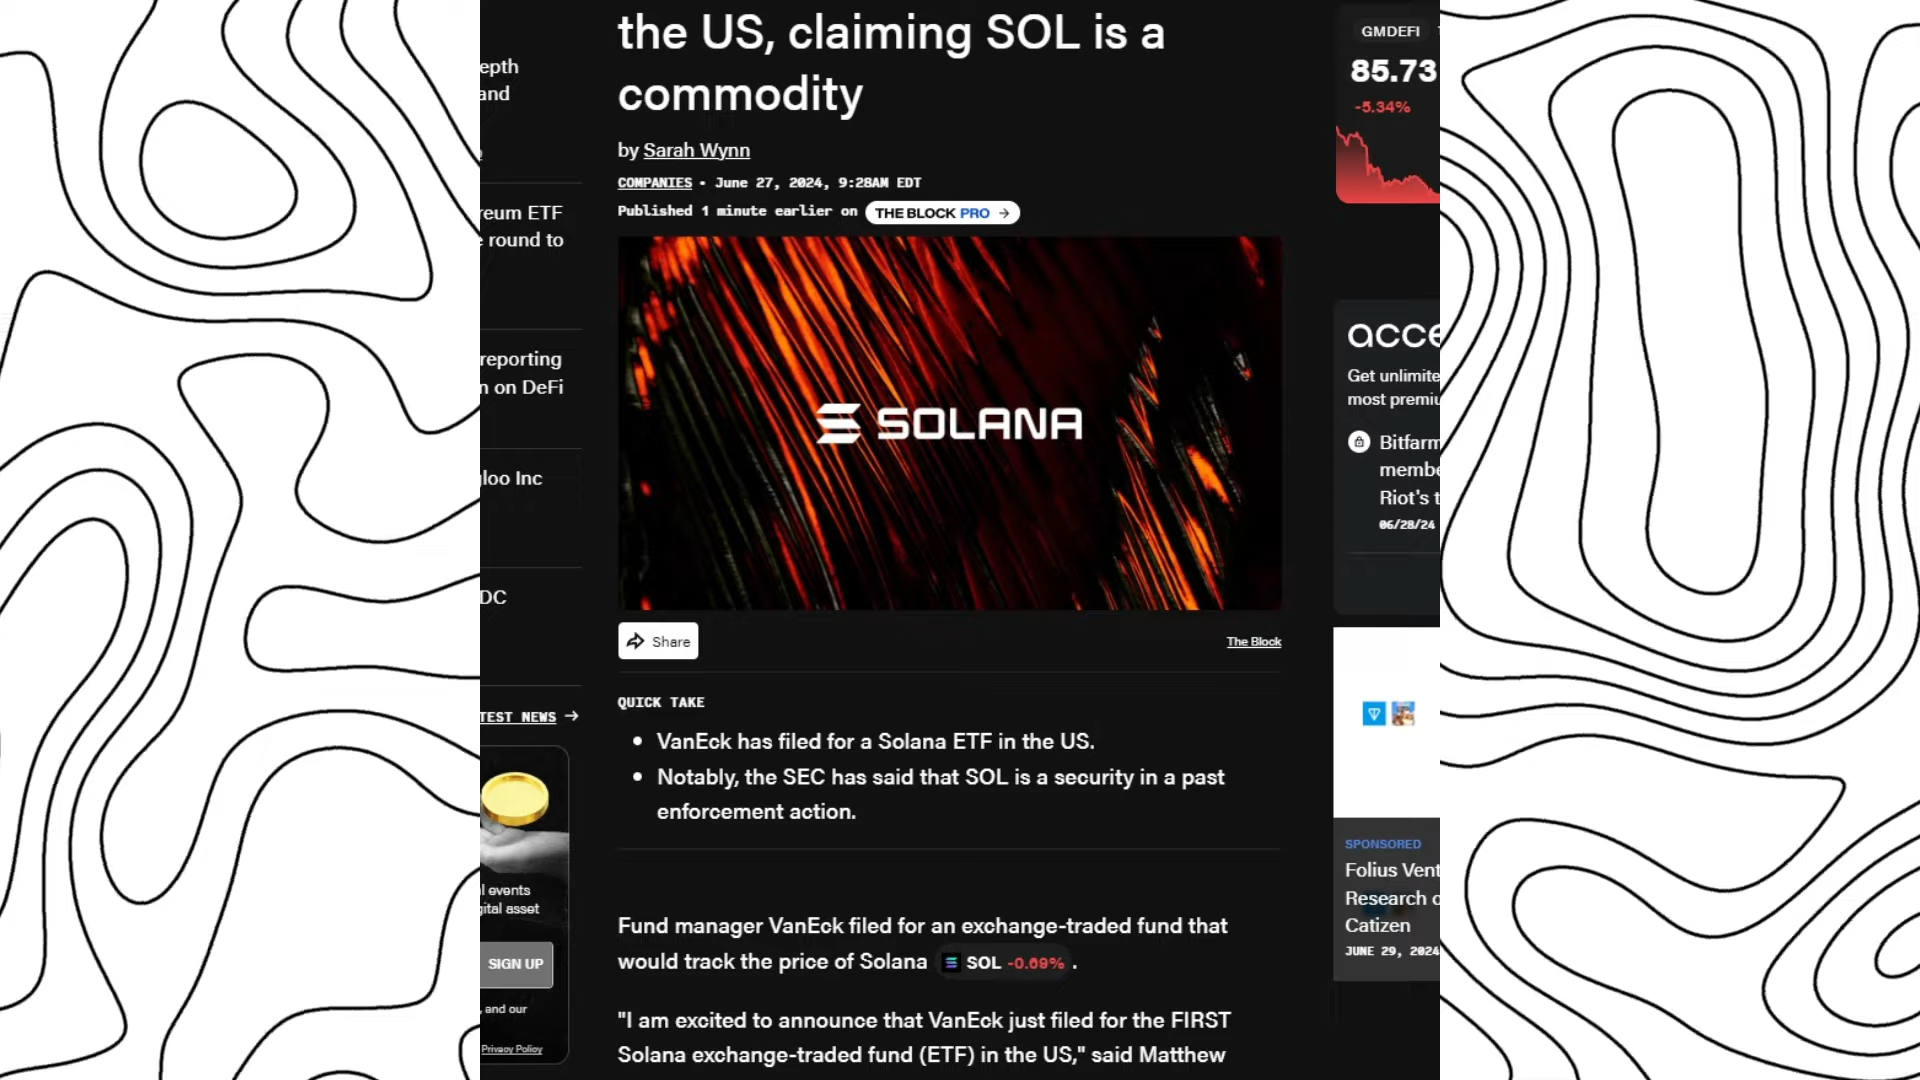 epth
and
reum ETF
round to
reporting
n on DeFi
gloo Inc
DC
TEST NEWS →
l events
gital asset
SIGN UP
, and our
Privacy Policy
the US, claiming SOL is a
commodity
by Sarah Wynn
COMPANIES • June 27, 2024, 9:28AM EDT
Published 1 minute earlier on THE BLOCK PRO →
SOLANA
Share
The Block
QUICK TAKE
• VanEck has filed for a Solana ETF in the US.
• Notably, the SEC has said that SOL is a security in a past
enforcement action.
Fund manager VanEck filed for an exchange-traded fund that
would track the price of Solana SOL -0.69% .
"I am excited to announce that VanEck just filed for the FIRST
Solana exchange-traded fund (ETF) in the US," said Matthew
GMDEFI
85.73
-5.34%
acce
Get unlimite
most premiu
Bitfarm
membe
Riot's t
06/28/24
SPONSORED
Folius Vent
Research o
Catizen
JUNE 29, 2024